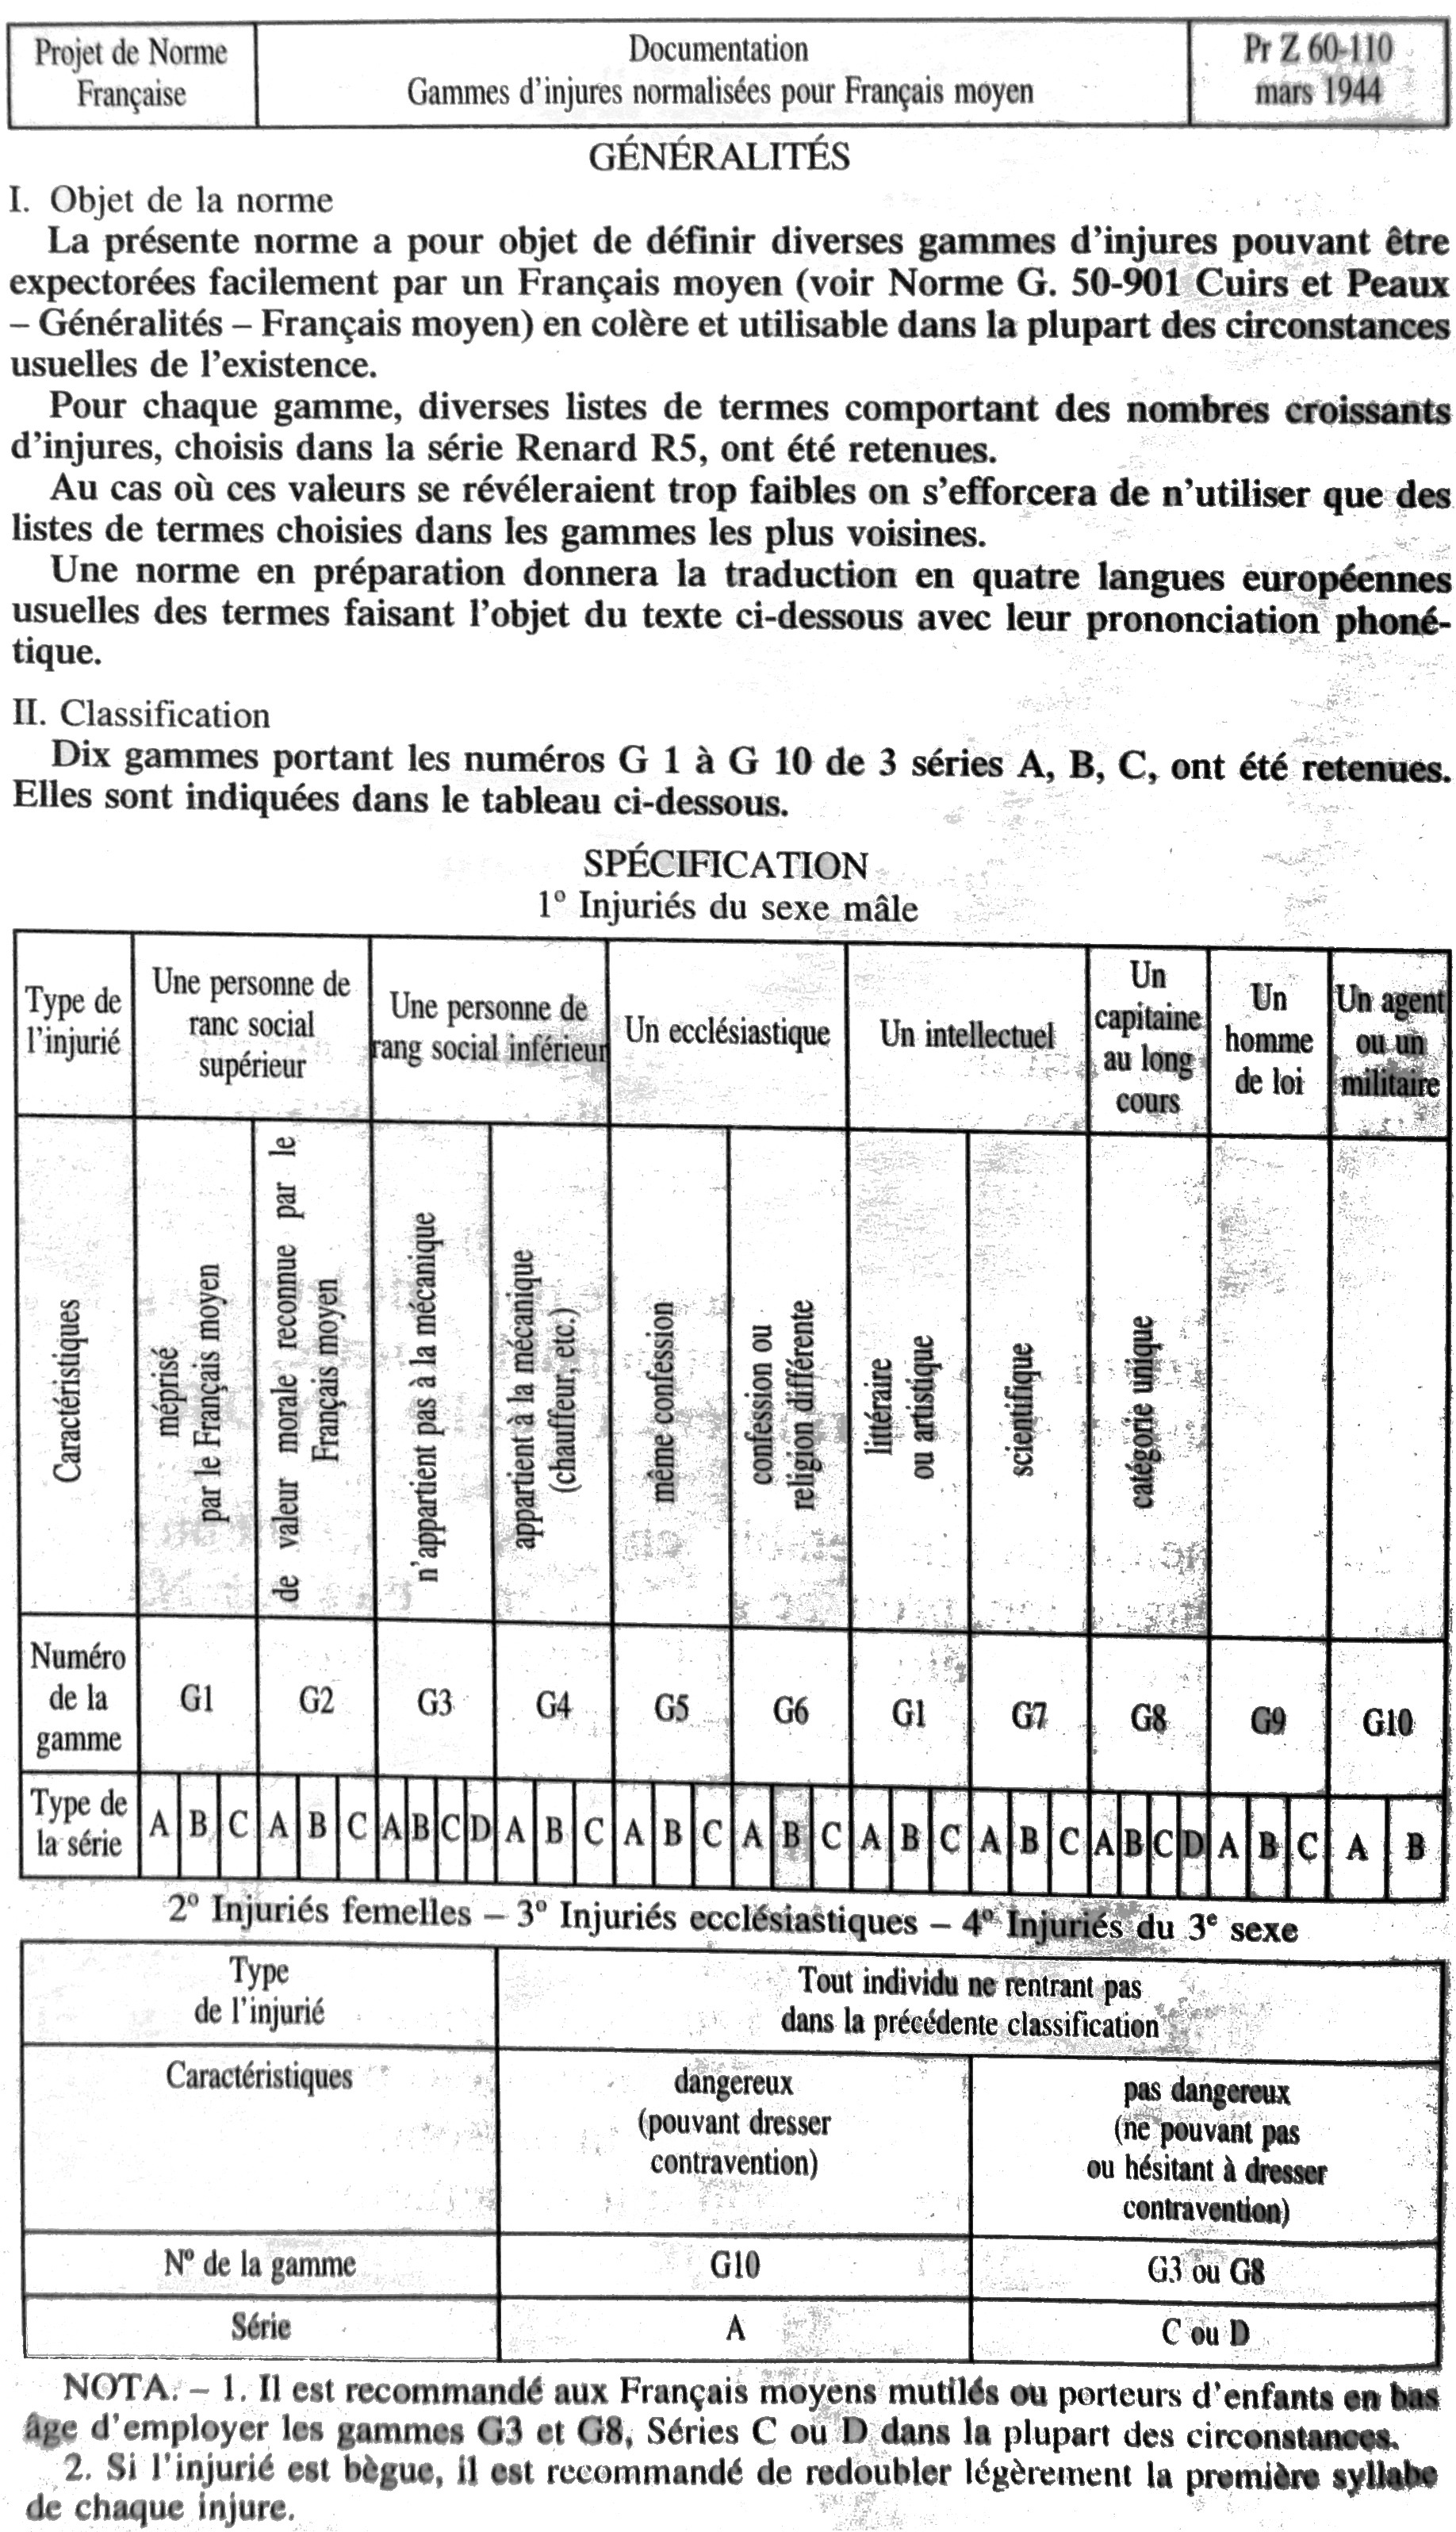 Projet de Norme
Française
Documentation
Gammes d'injures normalisées pour Français moyen
Pr Z 60-110
mars 1944
GÉNÉRALITÉS
I. Objet de la norme
La présente norme a pour objet de définir diverses gammes d'injures pouvant être
expectorées facilement par un Français moyen (voir Norme G. 50-901 Cuirs et Peaux
– Généralités – Français moyen) en colère et utilisable dans la plupart des circonstances
usuelles de l'existence.
Pour chaque gamme, diverses listes de termes comportant des nombres croissants
d'injures, choisis dans la série Renard R5, ont été retenues.
Au cas où ces valeurs se révéleraient trop faibles on s'efforcera de n'utiliser que des
listes de termes choisies dans les gammes les plus voisines.
Une norme en préparation donnera la traduction en quatre langues européennes
usuelles des termes faisant l'objet du texte ci-dessous avec leur prononciation phoné-
tique.
II. Classification
Dix gammes portant les numéros G 1 à G 10 de 3 séries A, B, C, ont été retenues.
Elles sont indiquées dans le tableau ci-dessous.
SPÉCIFICATION
1º Injuriés du sexe mâle
Type de
l'injurié
Une personne de
ranc social
supérieur
Une personne de
rang social inférieur
Un ecclésiastique
Un intellectuel
Un
capitaine
au long
cours
Un
homme
de loi
Un agent
ou un
militaire
Caractéristiques
méprisé
par le Français moyen
de valeur morale reconnue par le
Français moyen
n'appartient pas à la mécanique
appartient à la mécanique
(chauffeur, etc.)
même confession
confession ou
religion différente
littéraire
ou artistique
scientifique
catégorie unique
Numéro
de la
gamme
G1 G2 G3 G4 G5 G6 G1 G7 G8 G9 G10
Type de
la série
A B C A B C A B C D A B C A B C A B C A B C A B C A B C D A B C A B
2º Injuriés femelles – 3º Injuriés ecclésiastiques – 4º Injuriés du 3e sexe
Type
de l'injurié
Tout individu ne rentrant pas
dans la précédente classification
Caractéristiques
dangereux
(pouvant dresser
contravention)
pas dangereux
(ne pouvant pas
ou hésitant à dresser
contravention)
Nº de la gamme
G10
G3 ou G8
Série
A
C ou D
NOTA. – 1. Il est recommandé aux Français moyens mutilés ou porteurs d'enfants en bas
âge d'employer les gammes G3 et G8, Séries C ou D dans la plupart des circonstances.
2. Si l'injurié est bègue, il est recommandé de redoubler légèrement la première syllabe
de chaque injure.